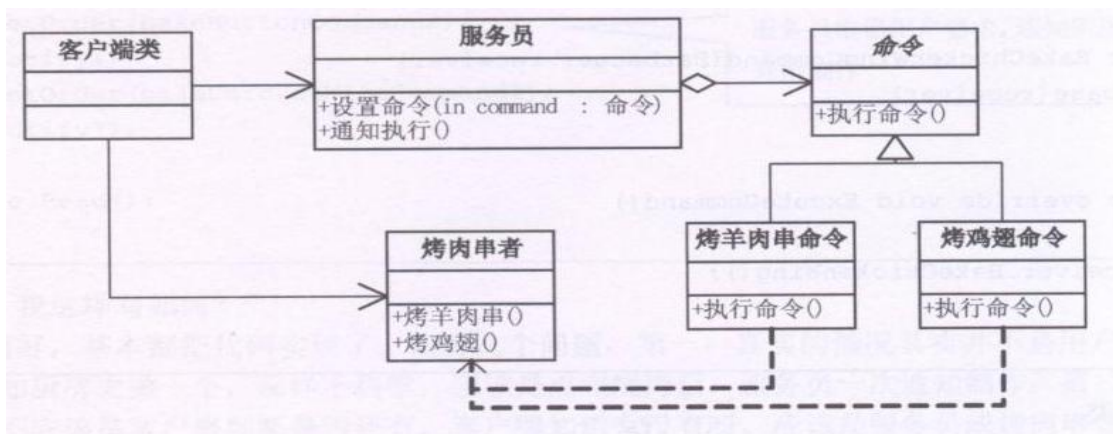 客户端类
服务员
+设置命令(in command : 命令)
+通知执行()
命令
+执行命令()
烤肉串者
+烤羊肉串()
+烤鸡翅()
烤羊肉串命令
+执行命令()
烤鸡翅命令
+执行命令()
override void